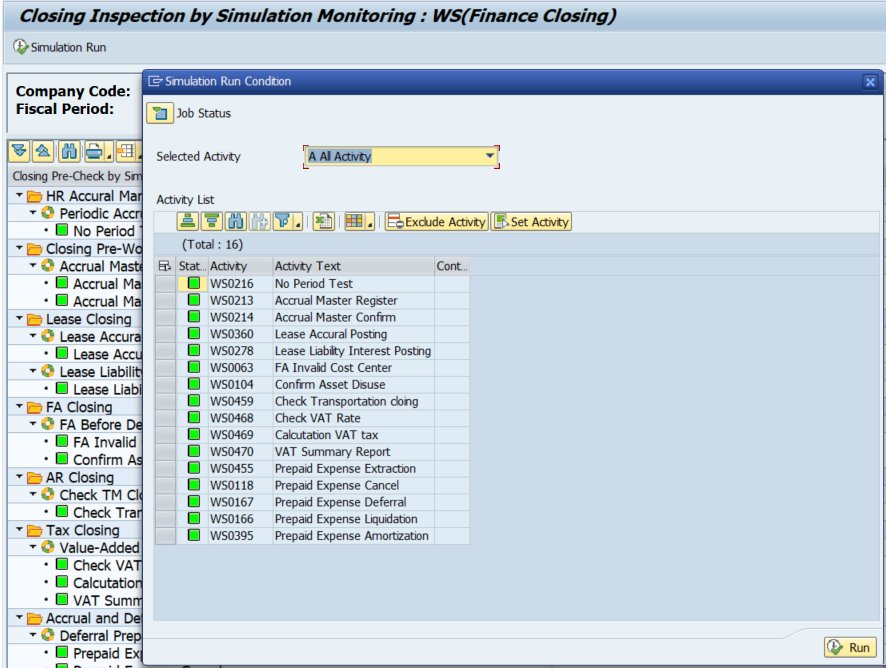 Closing Inspection by Simulation Monitoring : WS(Finance Closing)
Simulation Run
Company Code:
Fiscal Period:
Closing Pre-Check by Sim
HR Accural Mar
Periodic Accr
No Period
Closing Pre-Wo
Accrual Maste
Accrual Ma
Accrual Ma
Lease Closing
Lease Accura
Lease Accu
Lease Liability
Lease Liabi
FA Closing
FA Before De
FA Invalid
Confirm As
AR Closing
Check TM Cl
Check Tran
Tax Closing
Value-Added
Check VAT
Calcutation
VAT Summ
Accrual and De
Deferral Prep
Prepaid Ex
Simulation Run Condition
Job Status
Selected Activity A All Activity
Activity List
Exclude Activity Set Activity
(Total : 16)
Stat... Activity Activity Text Cont...
WS0216 No Period Test
WS0213 Accrual Master Register
WS0214 Accrual Master Confirm
WS0360 Lease Accural Posting
WS0278 Lease Liability Interest Posting
WS0063 FA Invalid Cost Center
WS0104 Confirm Asset Disuse
WS0459 Check Transportation cloing
WS0468 Check VAT Rate
WS0469 Calcutation VAT tax
WS0470 VAT Summary Report
WS0455 Prepaid Expense Extraction
WS0118 Prepaid Expense Cancel
WS0167 Prepaid Expense Deferral
WS0166 Prepaid Expense Liquidation
WS0395 Prepaid Expense Amortization
Run